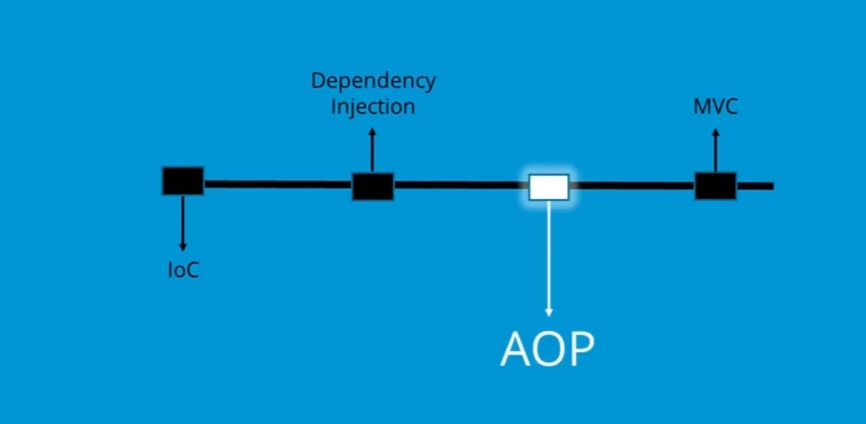 Dependency
Injection
MVC
IoC
AOP